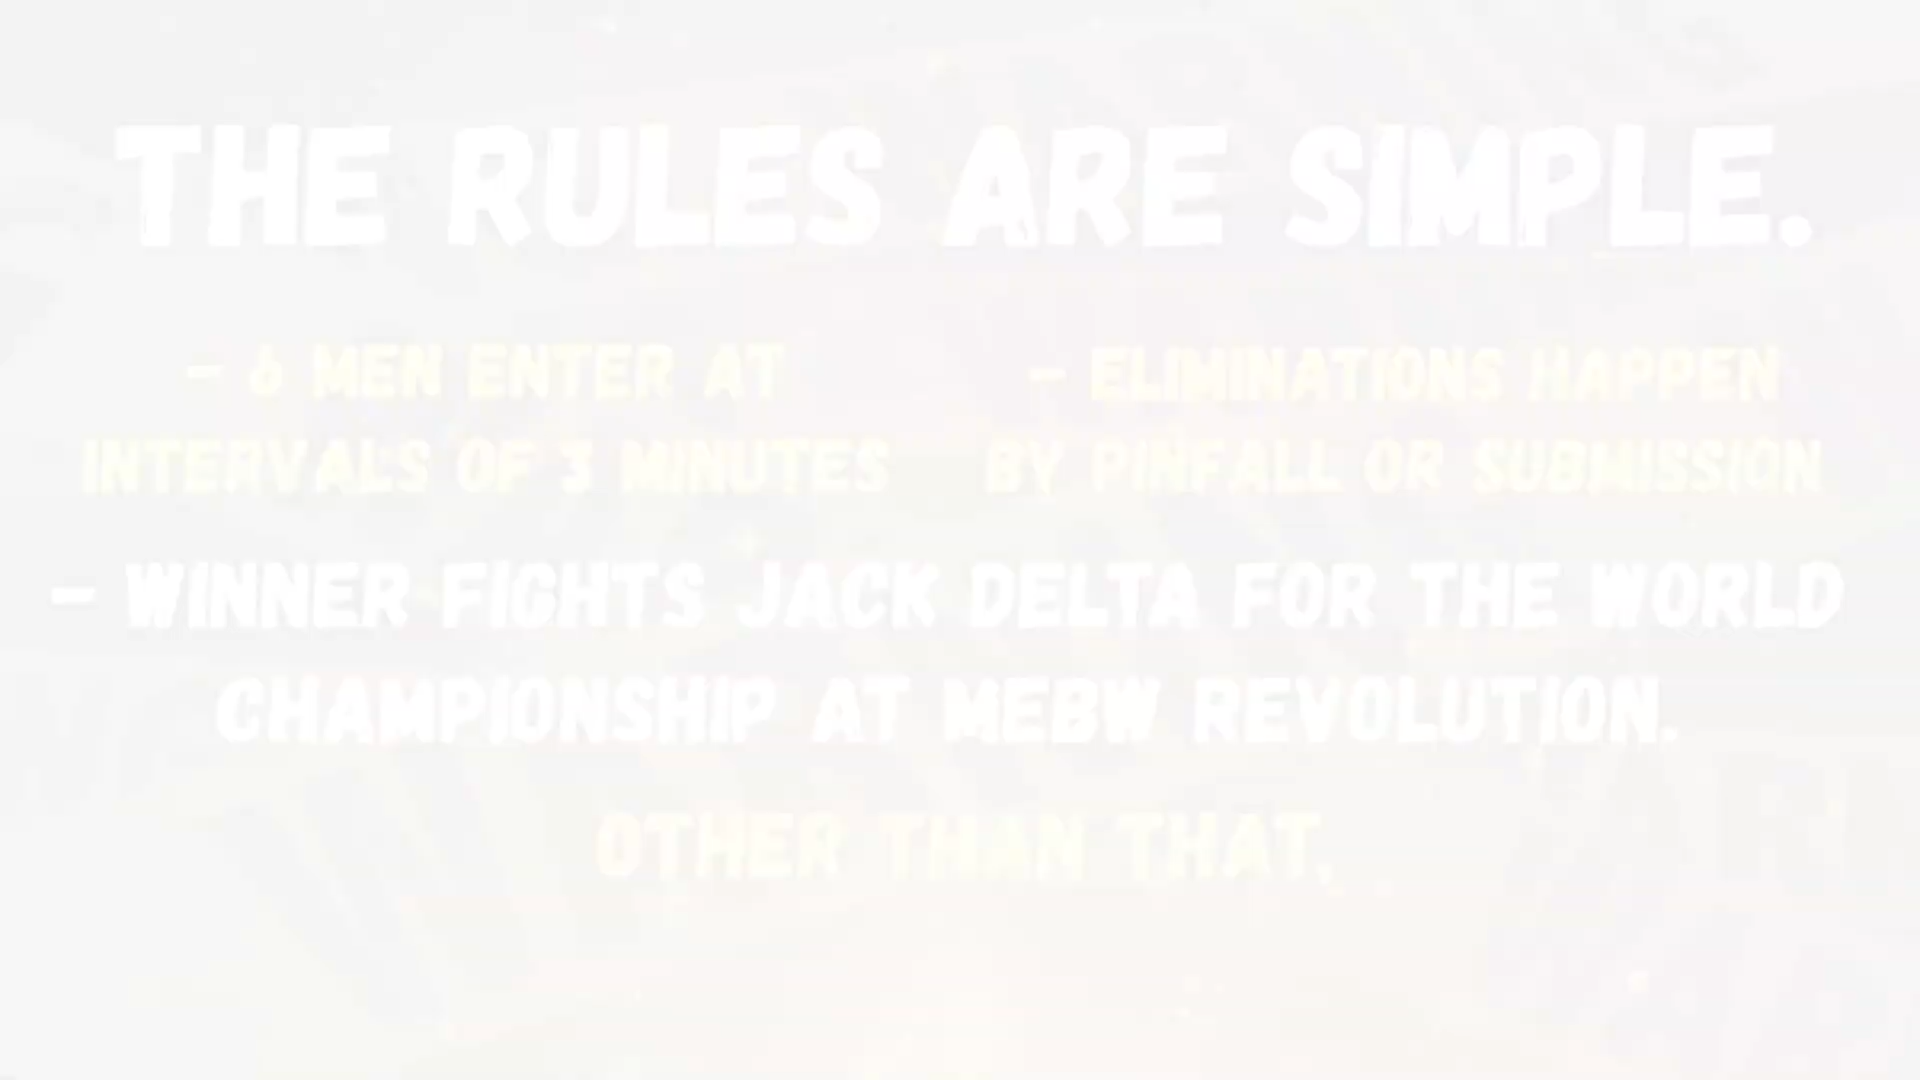 THE RULES ARE SIMPLE.
- 6 MEN ENTER AT
INTERVALS OF 3 MINUTES
- ELIMINATIONS HAPPEN
BY PINFALL OR SUBMISSION
- WINNER FIGHTS JACK DELTA FOR THE WORLD
CHAMPIONSHIP AT MEBW REVOLUTION.
OTHER THAN THAT,